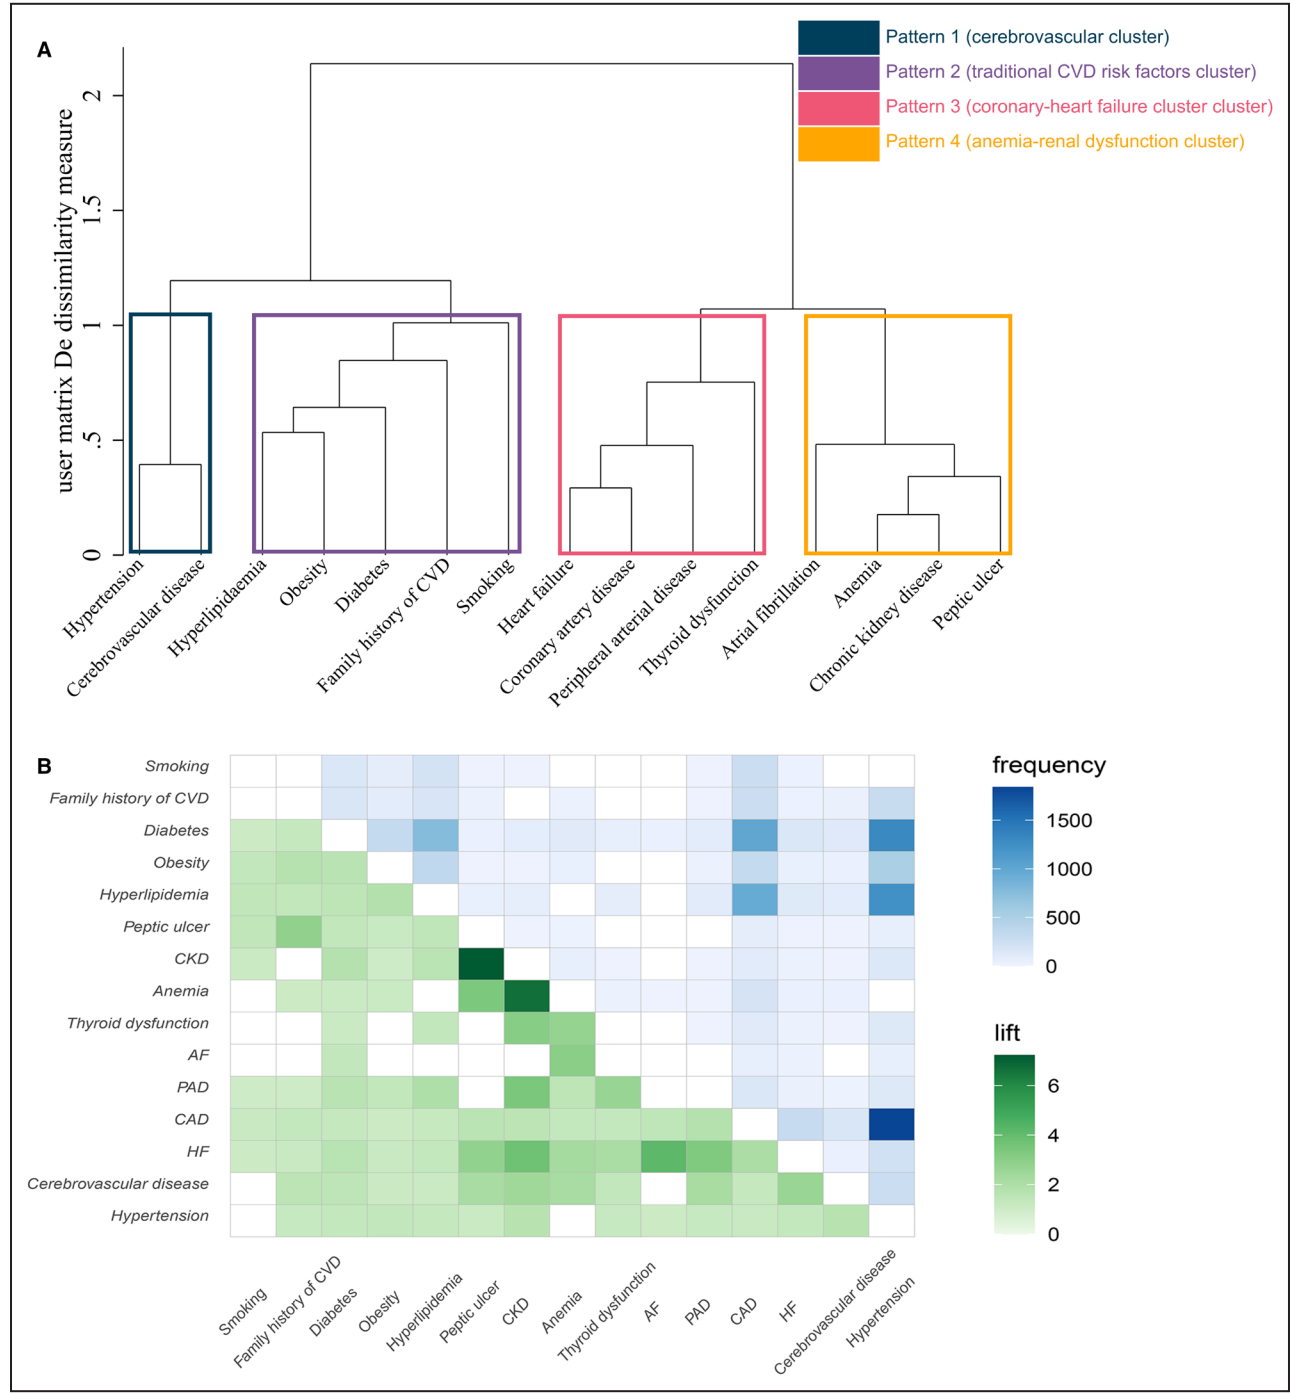 A
Pattern 1 (cerebrovascular cluster)
Pattern 2 (traditional CVD risk factors cluster)
Pattern 3 (coronary-heart failure cluster cluster)
Pattern 4 (anemia-renal dysfunction cluster)
user matrix De dissimilarity measure
2
1.5
1
.5
0
Hypertension
Cerebrovascular disease
Hyperlipidaemia
Obesity
Diabetes
Family history of CVD
Smoking
Heart failure
Coronary artery disease
Peripheral arterial disease
Thyroid dysfunction
Atrial fibrillation
Anemia
Chronic kidney disease
Peptic ulcer
B
Smoking
Family history of CVD
Diabetes
Obesity
Hyperlipidemia
Peptic ulcer
CKD
Anemia
Thyroid dysfunction
AF
PAD
CAD
HF
Cerebrovascular disease
Hypertension
Smoking
Family history of CVD
Diabetes
Obesity
Hyperlipidemia
Peptic ulcer
CKD
Anemia
Thyroid dysfunction
AF
PAD
CAD
HF
Cerebrovascular disease
Hypertension
frequency
1500
1000
500
0
lift
6
4
2
0